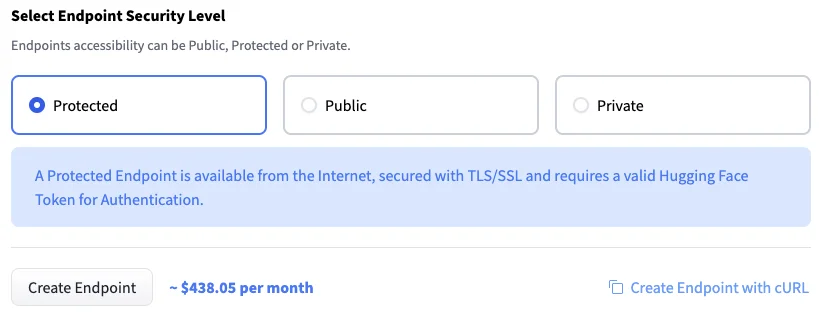 Select Endpoint Security Level
Endpoints accessibility can be Public, Protected or Private.
Protected
Public
Private
A Protected Endpoint is available from the Internet, secured with TLS/SSL and requires a valid Hugging Face
Token for Authentication.
Create Endpoint
~ $438.05 per month
Create Endpoint with cURL